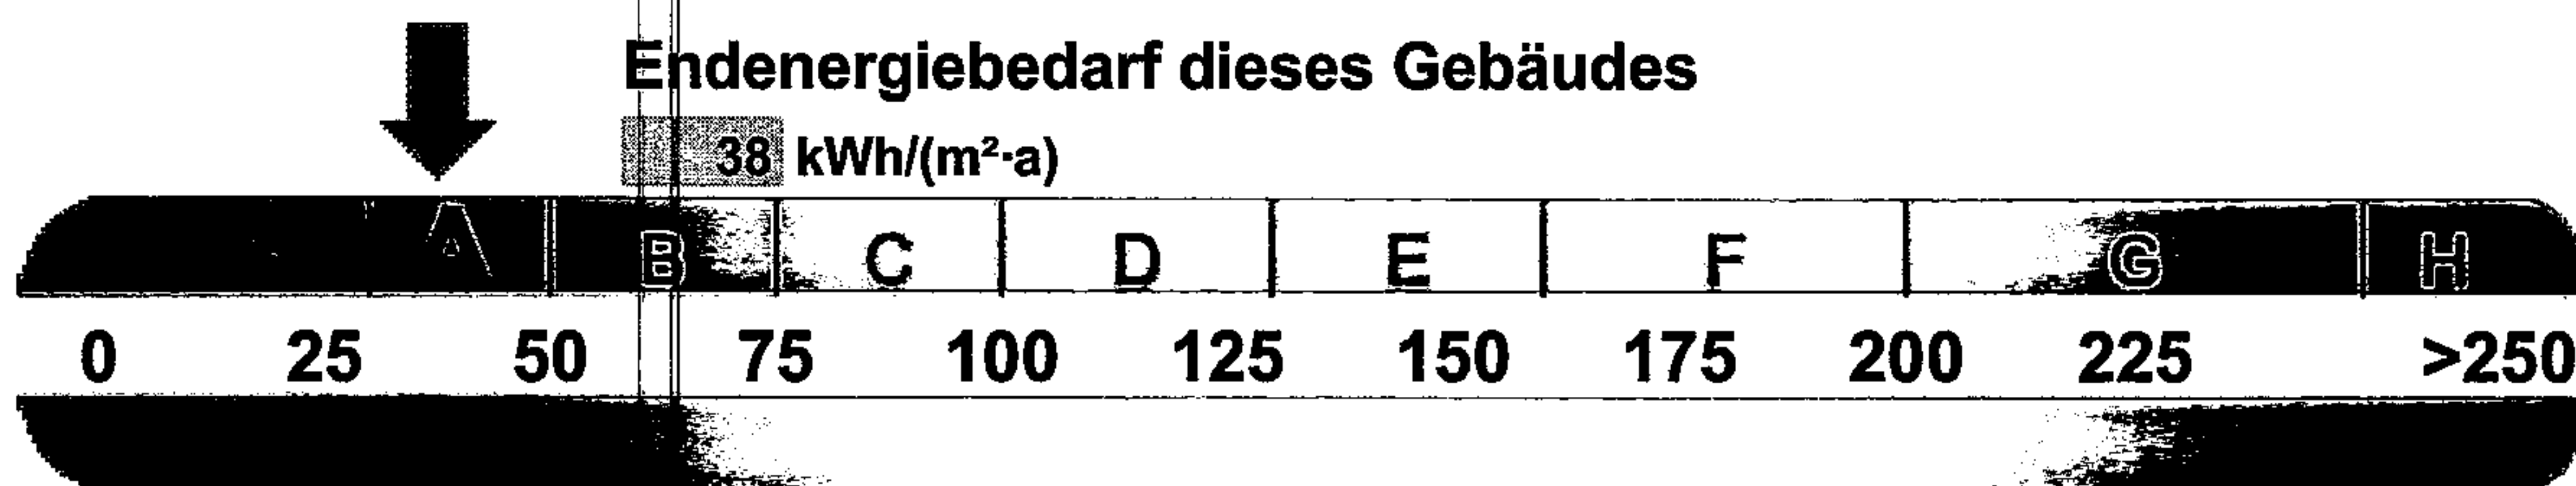 Endenergiebedarf dieses Gebäudes
38 kWh/(m²·a)
A B C D E F G H
0 25 50 75 100 125 150 175 200 225 >250